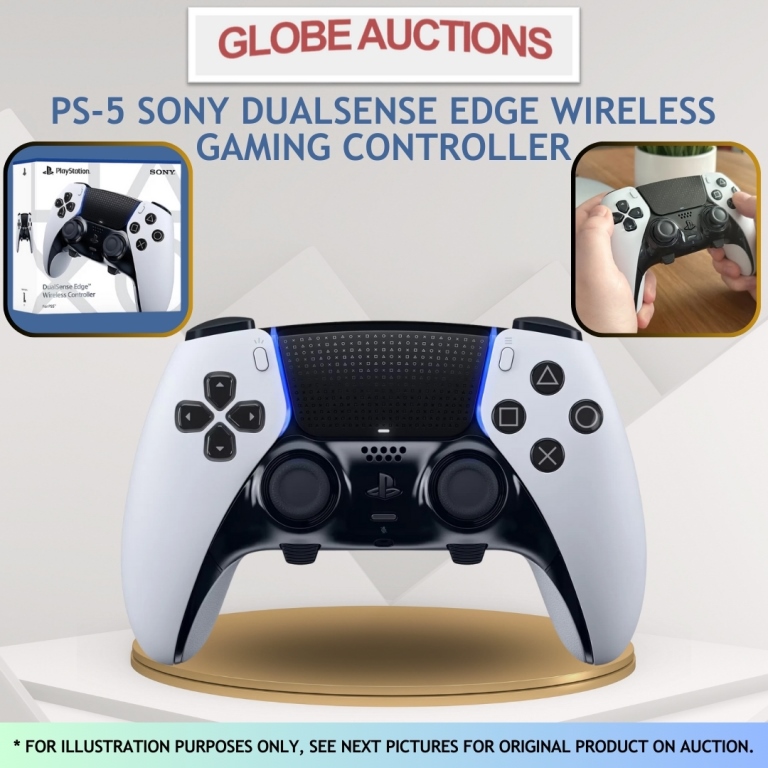 GLOBE AUCTIONS
PS-5 SONY DUALSENSE EDGE WIRELESS
GAMING CONTROLLER
PlayStation
SONY
DualSense Edge™
Wireless Controller
* FOR ILLUSTRATION PURPOSES ONLY, SEE NEXT PICTURES FOR ORIGINAL PRODUCT ON AUCTION.